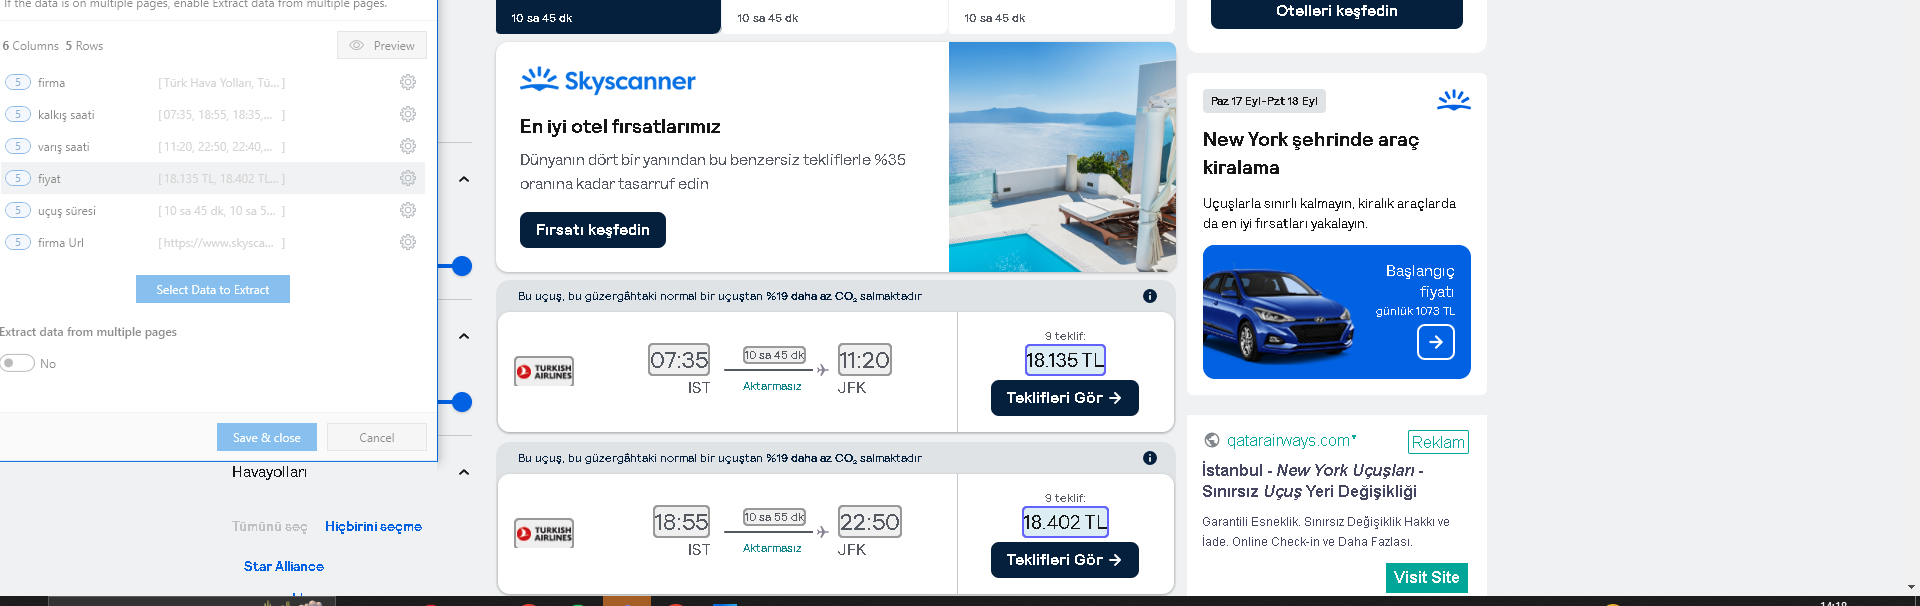 If the data is on multiple pages, enable Extract data from multiple pages.
6 Columns 5 Rows
Preview
5 firma [Türk Hava Yolları, Tü... ]
5 kalkış saati [07:35, 18:55, 18:35,... ]
5 varış saati [11:20, 22:50, 22:40,... ]
5 fiyat [18.135 TL, 18.402 TL... ]
5 uçuş süresi [10 sa 45 dk, 10 sa 5... ]
5 firma Url [https://www.skysca... ]
Select Data to Extract
Extract data from multiple pages
No
Save & close
Cancel
Havayolları
Tümünü seç
Hiçbirini seçme
Star Alliance
10 sa 45 dk
10 sa 45 dk
10 sa 45 dk
Skyscanner
En iyi otel fırsatlarımız
Dünyanın dört bir yanından bu benzersiz tekliflerle %35
oranına kadar tasarruf edin
Fırsatı keşfedin
Bu uçuş, bu güzergâhtaki normal bir uçuştan %19 daha az CO₂ salmaktadır
TURKISH
AIRLINES
07:35
IST
10 sa 45 dk
Aktarmasız
11:20
JFK
9 teklif:
18.135 TL
Teklifleri Gör →
Bu uçuş, bu güzergâhtaki normal bir uçuştan %19 daha az CO₂ salmaktadır
TURKISH
AIRLINES
18:55
IST
10 sa 55 dk
Aktarmasız
22:50
JFK
9 teklif:
18.402 TL
Teklifleri Gör →
Otelleri keşfedin
Paz 17 Eyl-Pzt 18 Eyl
New York şehrinde araç
kiralama
Uçuşlarla sınırlı kalmayın, kiralık araçlarda
da en iyi fırsatları yakalayın.
Başlangıç
fiyatı
günlük 1073 TL
qatarairways.com
Reklam
İstanbul - New York Uçuşları -
Sınırsız Uçuş Yeri Değişikliği
Garantili Esneklik. Sınırsız Değişiklik Hakkı ve
İade. Online Check-in ve Daha Fazlası.
Visit Site